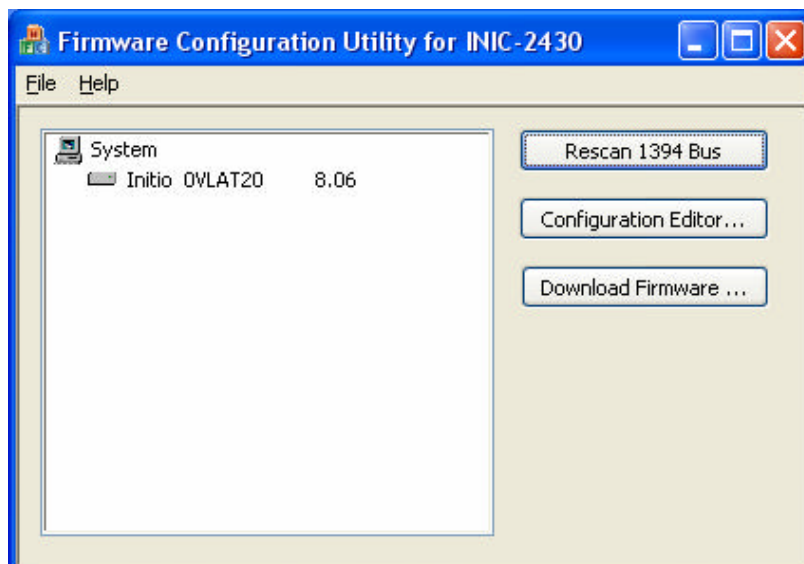 Firmware Configuration Utility for INIC-2430
File Help
System
Initio 0VLAT20 8.06
Rescan 1394 Bus
Configuration Editor...
Download Firmware ...